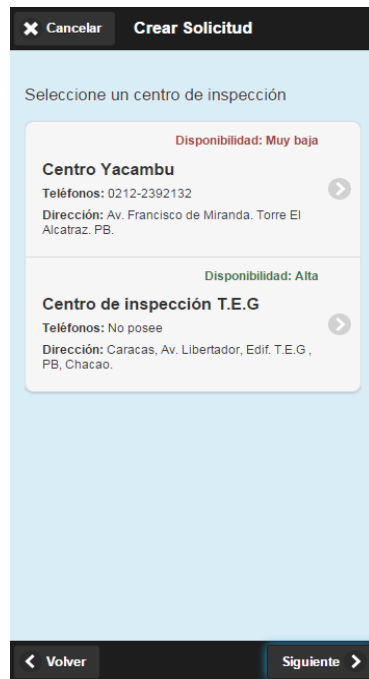 Cancelar Crear Solicitud
Seleccione un centro de inspección
Disponibilidad: Muy baja
Centro Yacambu
Teléfonos: 0212-2392132
Dirección: Av. Francisco de Miranda. Torre El
Alcatraz. PB.
Disponibilidad: Alta
Centro de inspección T.E.G
Teléfonos: No posee
Dirección: Caracas, Av. Libertador, Edif. T.E.G ,
PB, Chacao.
Volver Siguiente